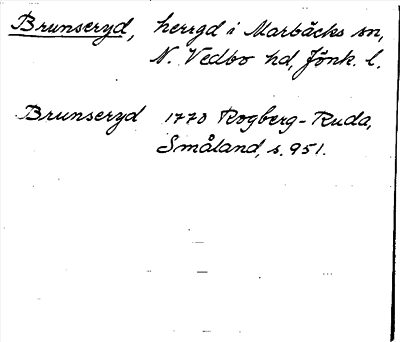 Brunseryd, herrgd i Marbäcks sn,
N. Vedbo hd, Jönk. l.
Brunseryd 1770 Rogberg-Ruda,
Småland, s. 951.